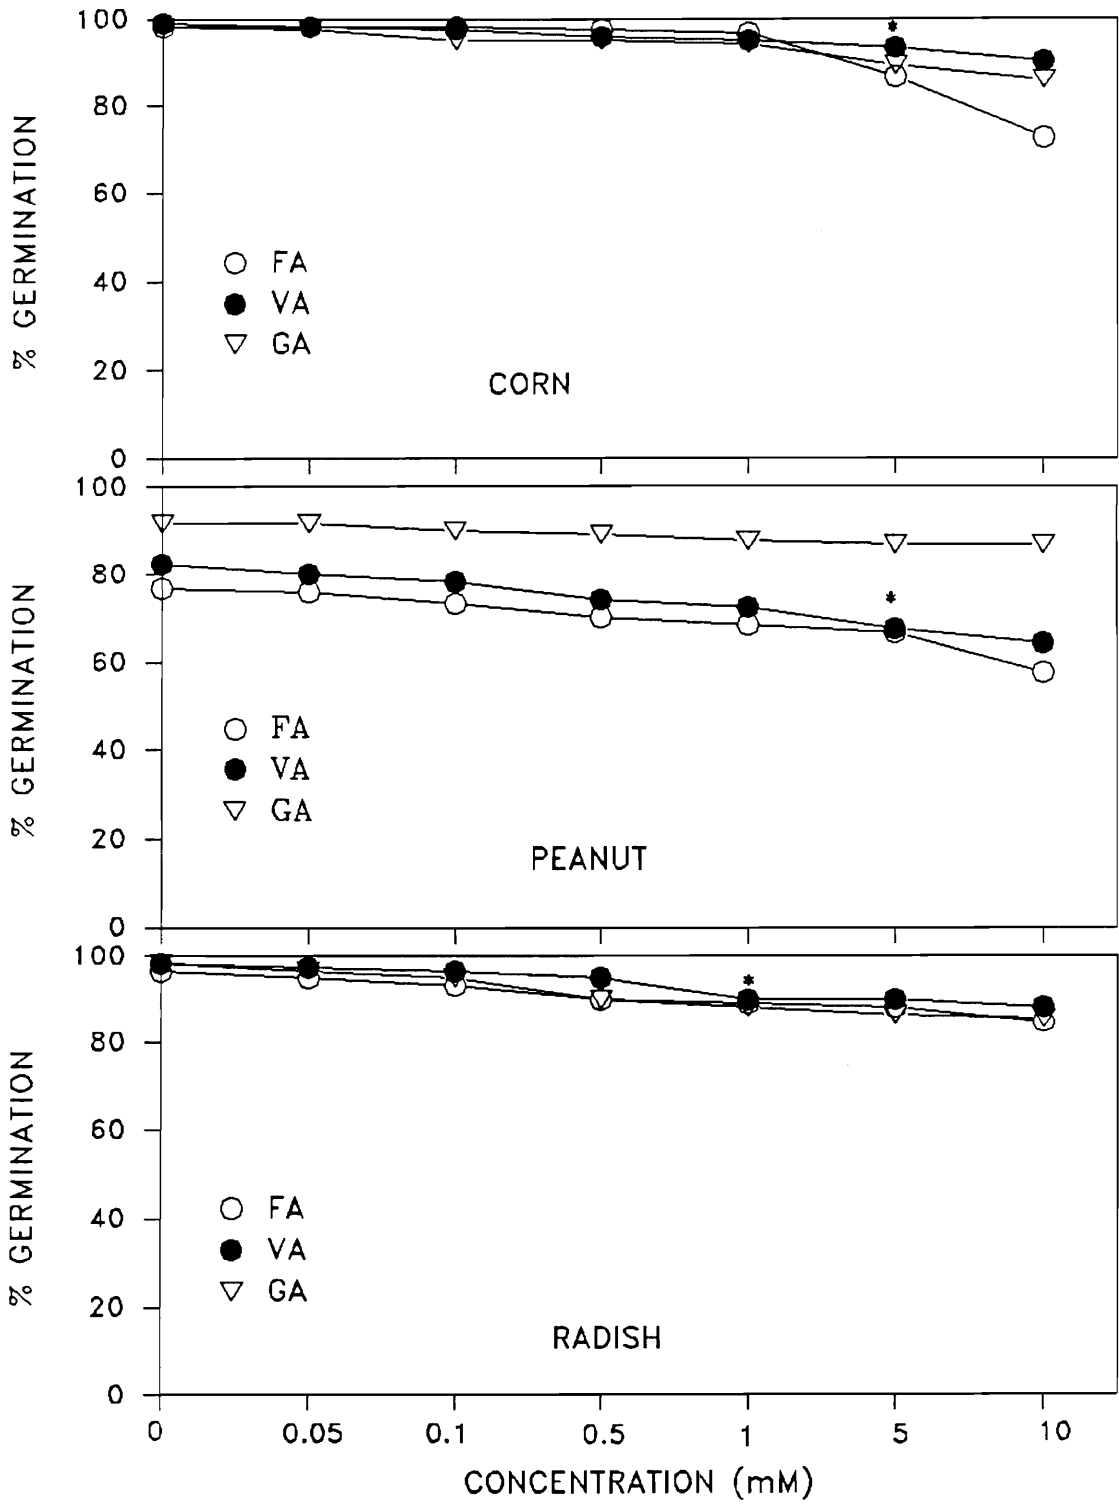 100
80
60
40
20
0
% GERMINATION
*
FA
VA
GA
CORN
100
80
60
40
20
0
% GERMINATION
*
FA
VA
GA
PEANUT
100
80
60
40
20
0
% GERMINATION
*
FA
VA
GA
RADISH
0 0.05 0.1 0.5 1 5 10
CONCENTRATION (mM)